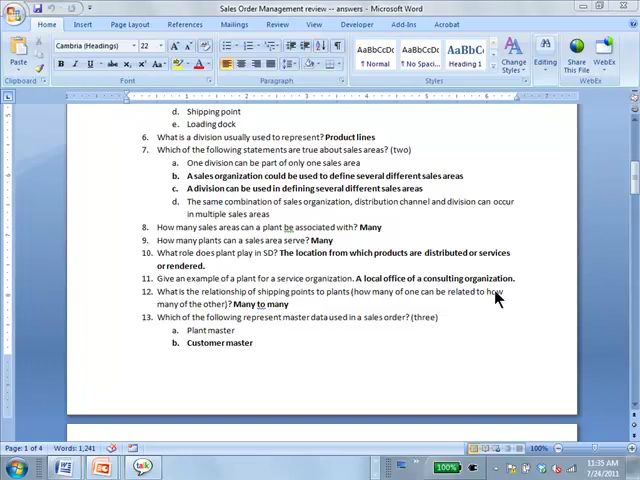 Sales Order Management review -- answers - Microsoft Word
Home Insert Page Layout References Mailings Review View Developer Add-Ins Acrobat
Paste
Cambria (Headings) 22
AaBbCcDc AaBbCcDc AaBbC
¶ Normal ¶ No Spaci... Heading 1
Change Styles
Editing
Share This File
WebEx
Clipboard Font Paragraph Styles WebEx
d. Shipping point
e. Loading dock
6. What is a division usually used to represent? Product lines
7. Which of the following statements are true about sales areas? (two)
a. One division can be part of only one sales area
b. A sales organization could be used to define several different sales areas
c. A division can be used in defining several different sales areas
d. The same combination of sales organization, distribution channel and division can occur
in multiple sales areas
8. How many sales areas can a plant be associated with? Many
9. How many plants can a sales area serve? Many
10. What role does plant play in SD? The location from which products are distributed or services
or rendered.
11. Give an example of a plant for a service organization. A local office of a consulting organization.
12. What is the relationship of shipping points to plants (how many of one can be related to how
many of the other)? Many to many
13. Which of the following represent master data used in a sales order? (three)
a. Plant master
b. Customer master
Page: 1 of 4 Words: 1,241 100%
talk 100% 11:35 AM
7/24/2011